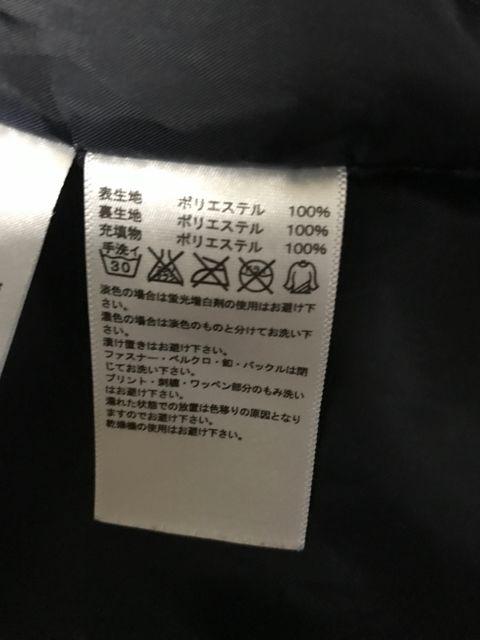 表生地 ポリエステル 100%
裏生地 ポリエステル 100%
充填物 ポリエステル 100%
手洗イ
30
淡色の場合は蛍光増白剤の使用はお避け下
さい。
濃色の場合は淡色のものと分けてお洗い下
さい。
漬け置きはお避け下さい。
ファスナー・ベルクロ・釦・バックルは閉
じてお洗い下さい。
プリント・刺繍・ワッペン部分のもみ洗い
はお避け下さい。
濡れた状態での放置は色移りの原因となり
ますのでお避け下さい。
乾燥機の使用はお避け下さい。